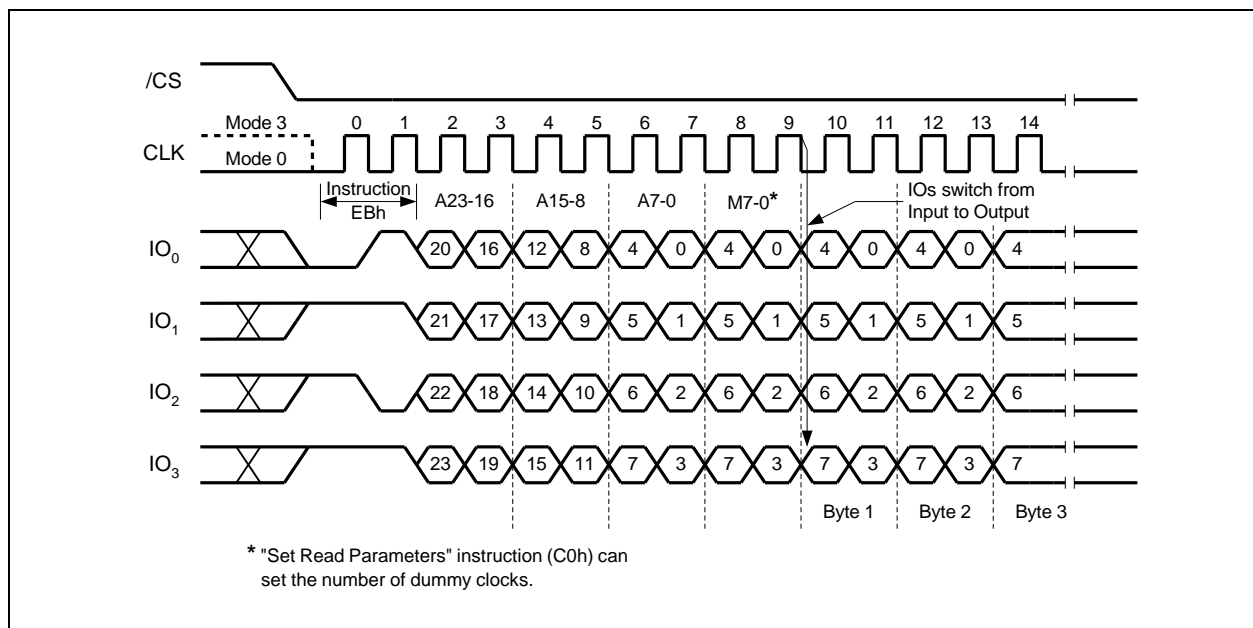 /CS
Mode 3 0 1 2 3 4 5 6 7 8 9 10 11 12 13 14
CLK Mode 0
Instruction A23-16 A15-8 A7-0 M7-0* IOs switch from
EBh Input to Output
IO0 20 16 12 8 4 0 4 0 4 0 4 0 4
IO1 21 17 13 9 5 1 5 1 5 1 5 1 5
IO2 22 18 14 10 6 2 6 2 6 2 6 2 6
IO3 23 19 15 11 7 3 7 3 7 3 7 3 7
Byte 1 Byte 2 Byte 3
* "Set Read Parameters" instruction (C0h) can
set the number of dummy clocks.